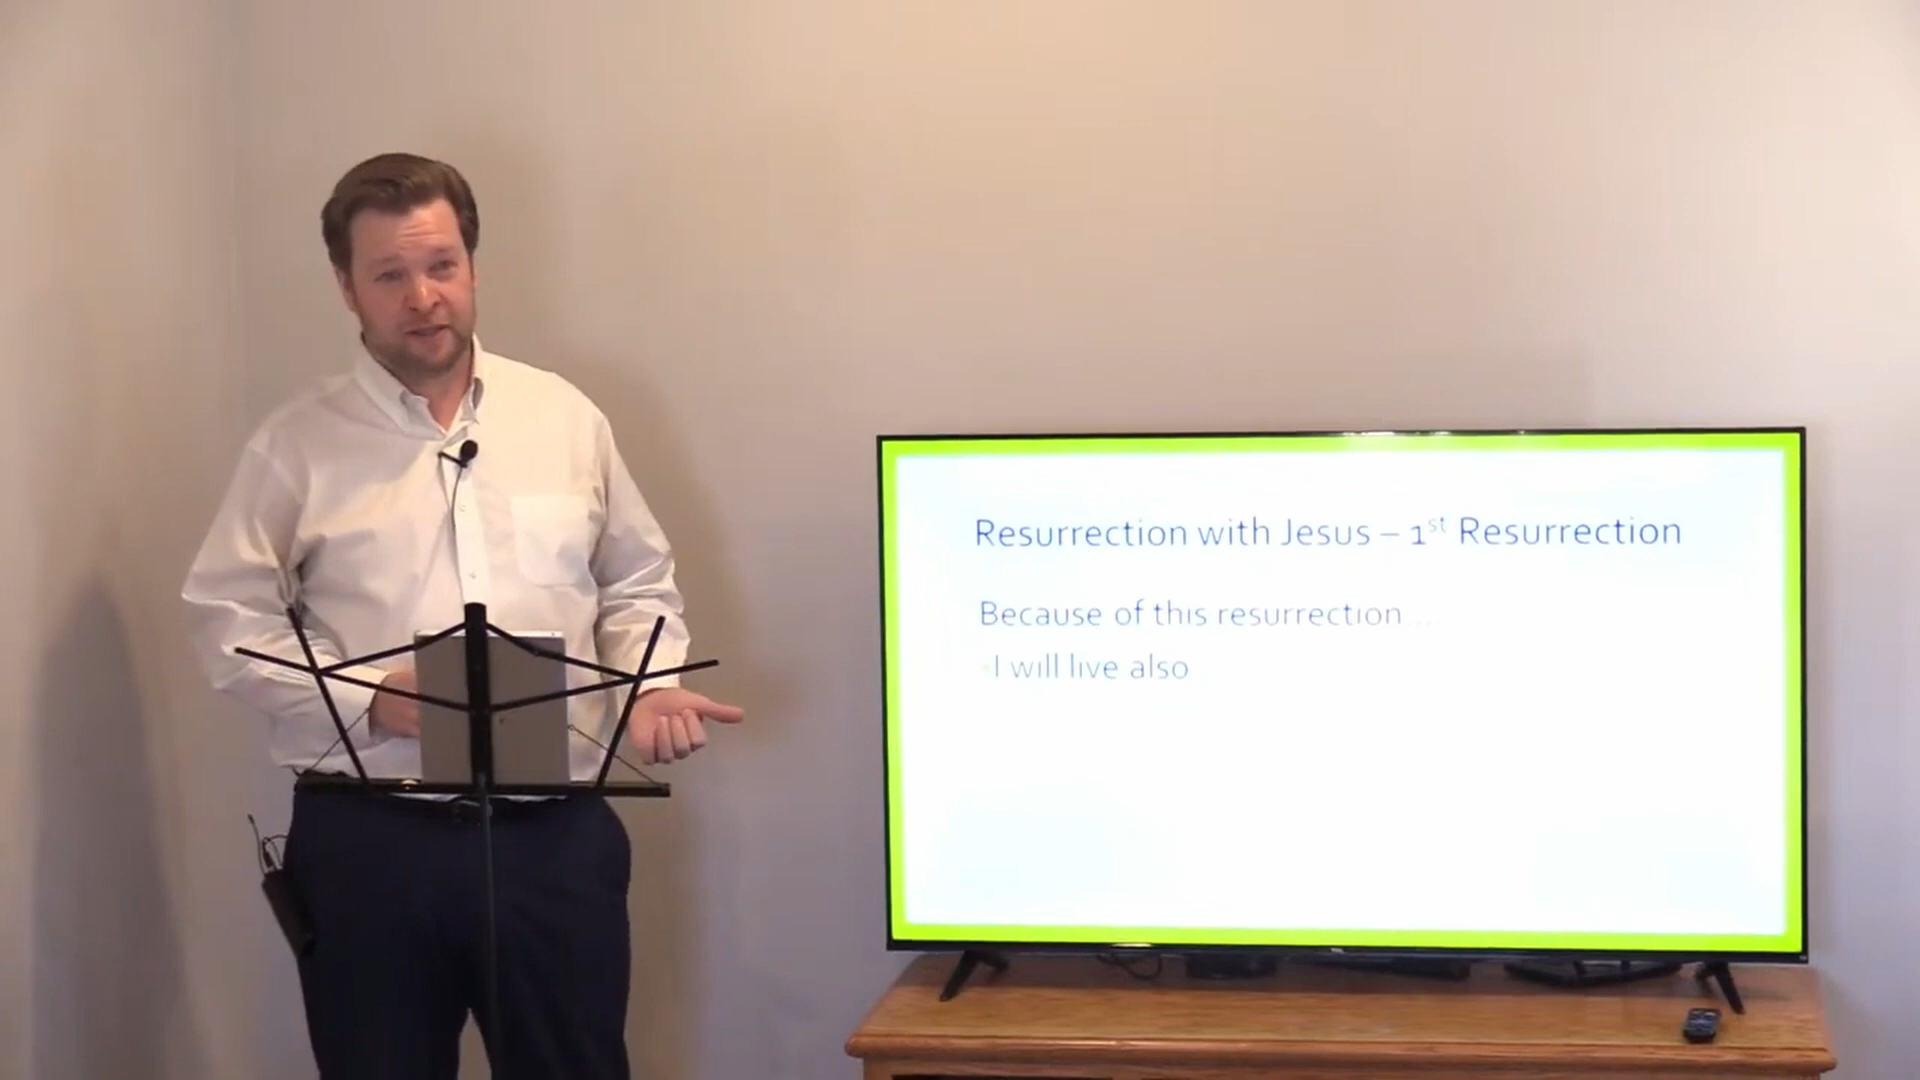 Resurrection with Jesus – 1st Resurrection
Because of this resurrection...
I will live also